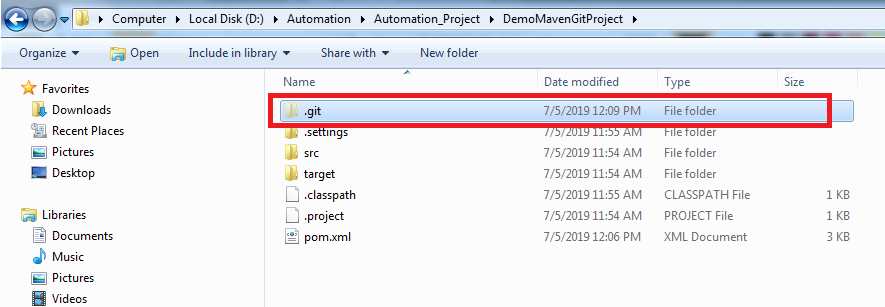 Computer Local Disk (D:) Automation Automation_Project DemoMavenGitProject
Organize Open Include in library Share with New folder
Name Date modified Type Size
Favorites
Downloads
Recent Places
Pictures
Desktop
Libraries
Documents
Music
Pictures
Videos
.git 7/5/2019 12:09 PM File folder
.settings 7/5/2019 11:55 AM File folder
src 7/5/2019 11:54 AM File folder
target 7/5/2019 11:54 AM File folder
.classpath 7/5/2019 11:55 AM CLASSPATH File 1 KB
.project 7/5/2019 11:54 AM PROJECT File 1 KB
pom.xml 7/5/2019 12:06 PM XML Document 3 KB